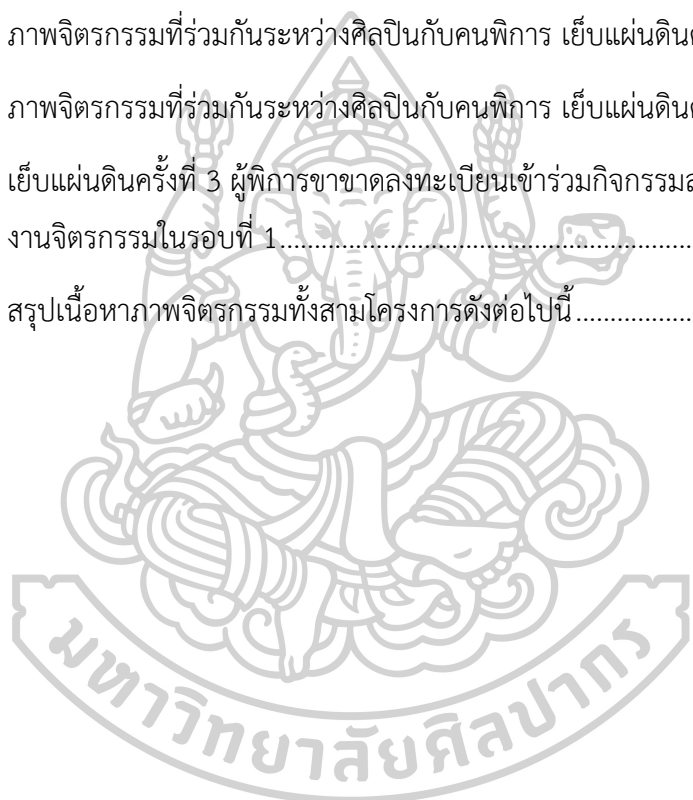 ภาพจิตรกรรมที่ร่วมกันระหว่างศิลปินกับคนพิการ เย็บแผ่นดิน
ภาพจิตรกรรมที่ร่วมกันระหว่างศิลปินกับคนพิการ เย็บแผ่นดิน
เย็บแผ่นดินครั้งที่ 3 ผู้พิการขาขาดลงทะเบียนเข้าร่วมกิจกรรม
งานจิตรกรรมในรอบที่ 1................................................................
สรุปเนื้อหาภาพจิตรกรรมทั้งสามโครงการดังต่อไปนี้..................
มหาวิทยาลัยศิลปากร